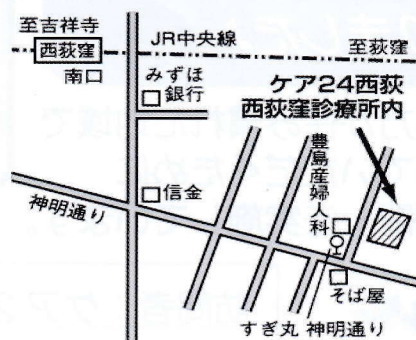 至吉祥寺
西荻窪
南口
JR中央線
至荻窪
みずほ
銀行
ケア24西荻
西荻窪診療所内
豊島産婦人科
信金
神明通り
そば屋
すぎ丸 神明通り